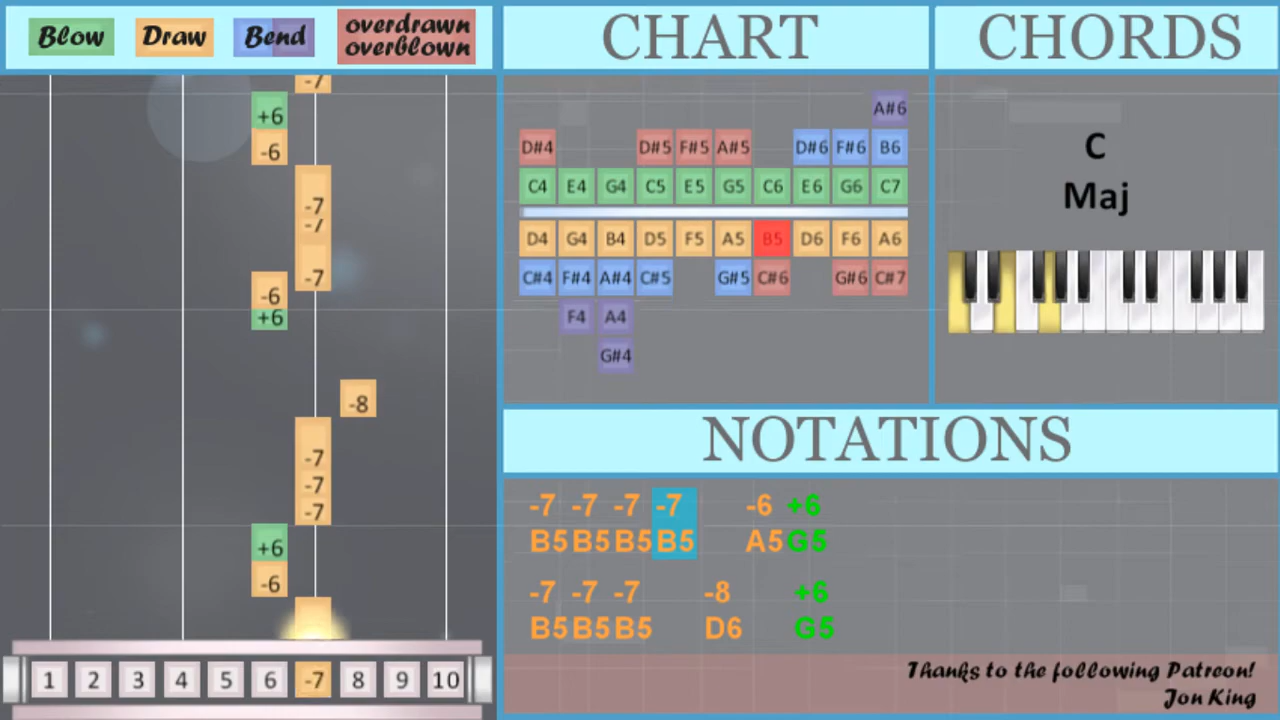 Blow Draw Bend overdrawn
overblown
CHART
CHORDS
-7
+6
-6
-7
-7
-7
-6
+6
-8
-7
-7
-7
+6
-6
1 2 3 4 5 6 -7 8 9 10
A#6
D#4 D#5 F#5 A#5 D#6 F#6 B6
C4 E4 G4 C5 E5 G5 C6 E6 G6 C7
D4 G4 B4 D5 F5 A5 B5 D6 F6 A6
C#4 F#4 A#4 C#5 G#5 C#6 G#6 C#7
F4 A4
G#4
C
Maj
NOTATIONS
-7 -7 -7 -7 -6 +6
B5 B5 B5 B5 A5 G5
-7 -7 -7 -8 +6
B5 B5 B5 D6 G5
Thanks to the following Patreon!
Jon King